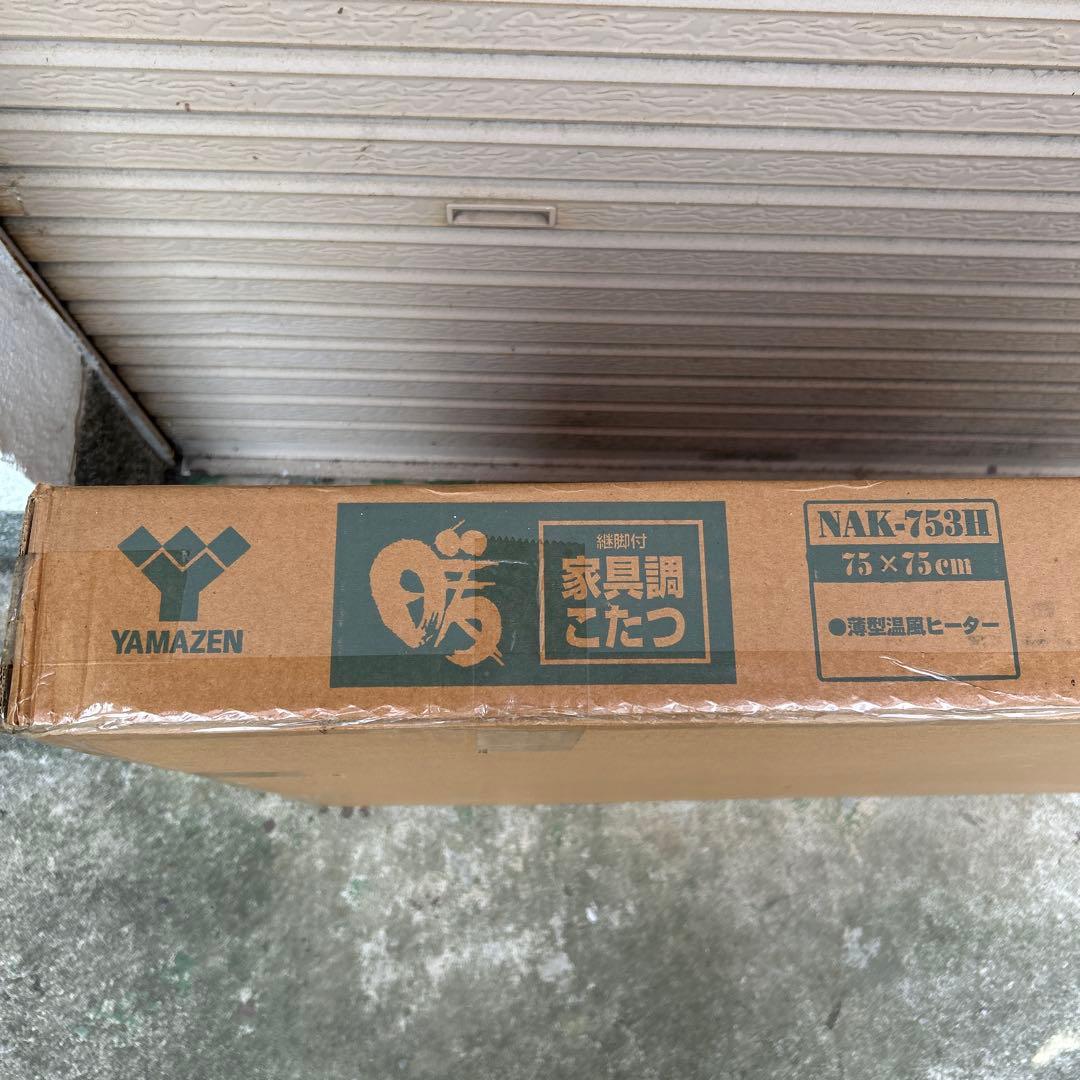 YAMAZEN
暖
継脚付
家具調
こたつ
NAK-753H
75×75cm
●薄型温風ヒーター